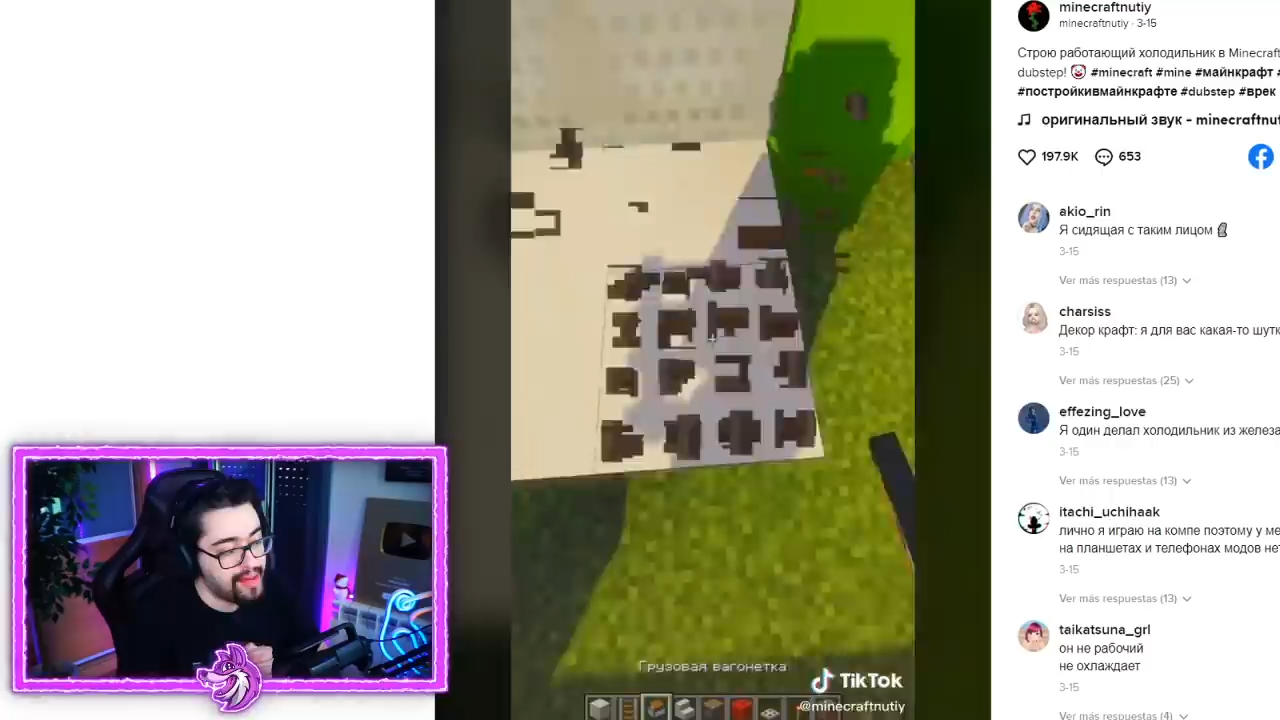 minecraftnutiy
minecraftnutiy · 3-15
Строю работающий холодильник в Minecraft
dubstep! 🤡 #minecraft #mine #майнкрафт #
#постройкивмайнкрафте #dubstep #врек
оригинальный звук - minecraftnut
197.9K 653
akio_rin
Я сидящая с таким лицом 🗿
3-15
Ver más respuestas (13)
charsiss
Декор крафт: я для вас какая-то шутк
3-15
Ver más respuestas (25)
effezing_love
Я один делал холодильник из железа
3-15
Ver más respuestas (13)
itachi_uchihaak
лично я играю на компе поэтому у ме
на планшетах и телефонах модов нет
3-15
Ver más respuestas (13)
taikatsuna_grl
он не рабочий
не охлаждает
3-15
Ver más respuestas (4)
Грузовая вагонетка
TikTok
@minecraftnutiy